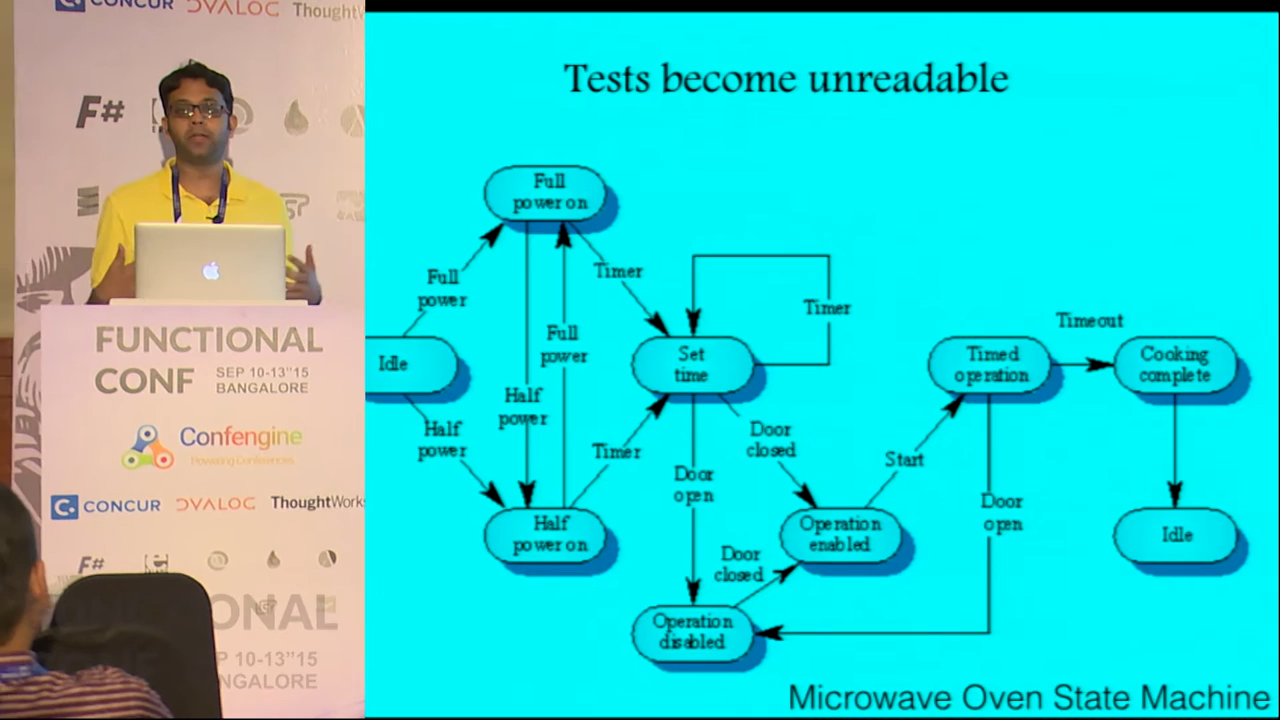 CONCUR
DVALOC
ThoughtW
F#
FUNCTIONAL
CONF
SEP 10-13"15
BANGALORE
Confengine
Powering Conferences
CONCUR
DVALOC
ThoughtWorks
F#
ONAL
P 10-13"15
NGALORE
Tests become unreadable
Full
power on
Full
power
Timer
Timer
Full
power
Idle
Set
time
Timed
operation
Timeout
Cooking
complete
Half
power
Half
power
Timer
Door
closed
Door
open
Start
Door
open
Half
power on
Operation
enabled
Idle
Door
closed
Operation
disabled
Microwave Oven State Machine